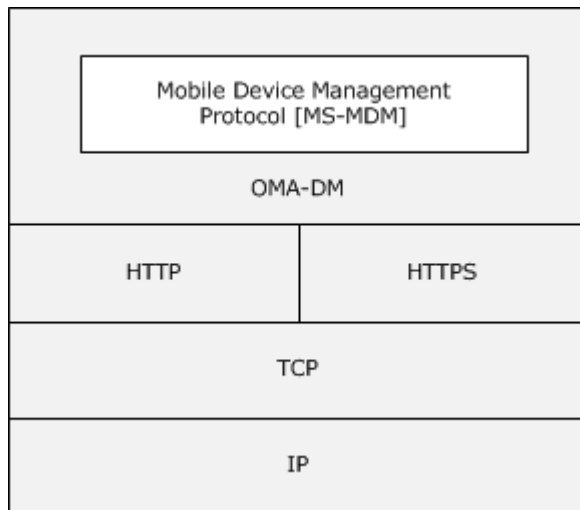 Mobile Device Management
Protocol [MS-MDM]
OMA-DM
HTTP
HTTPS
TCP
IP